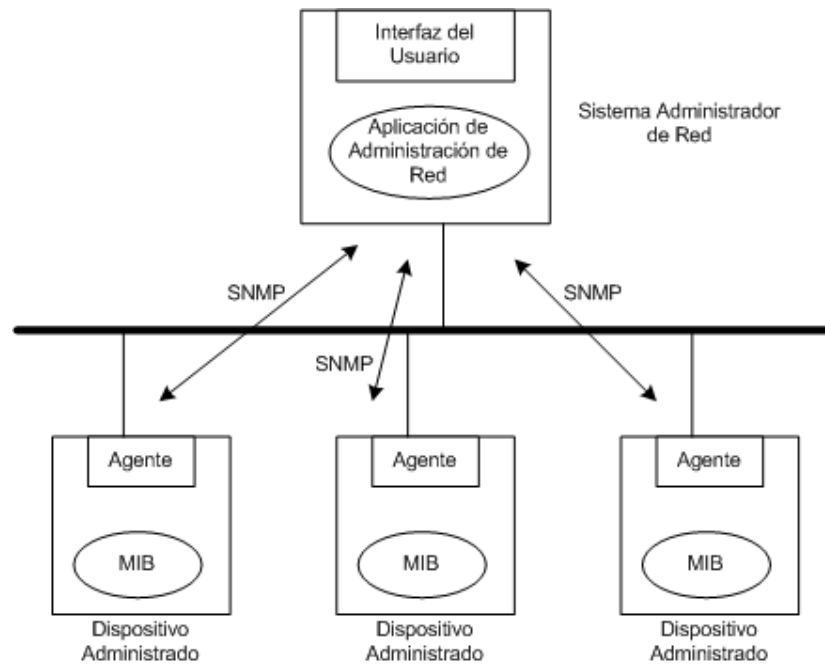 Interfaz del
Usuario
Aplicación de
Administración de
Red
Sistema Administrador
de Red
SNMP
SNMP
SNMP
Agente
Agente
Agente
MIB
MIB
MIB
Dispositivo
Administrado
Dispositivo
Administrado
Dispositivo
Administrado